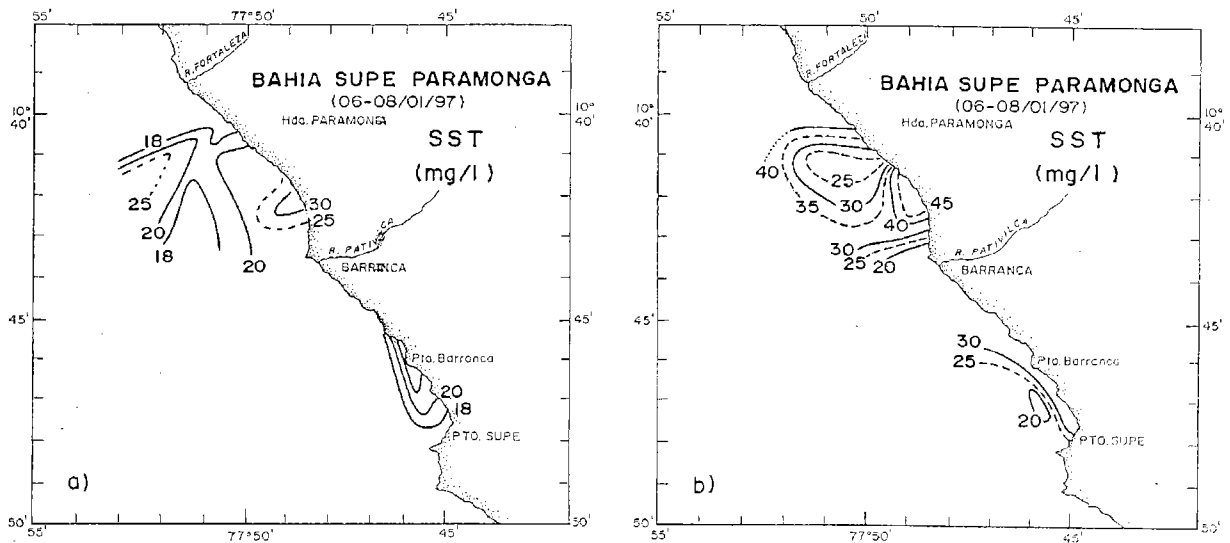 55' 77°50 45'
R. FORTALEZA
BAHIA SUPE PARAMONGA
(06-08/01/97)
Hda. PARAMONGA
SST
(mg/l)
10°
40'
18
25
20
18
20
30
25
R. PATIVILCA
BARRANCA
45'
45'
Pta. Barranca
20
18
PTO. SUPE
a)
50'
50'
55' 77°50' 45'
55' 50' 45'
R. FORTALEZA
BAHIA SUPE PARAMONGA
(06-08/01/97)
Hda. PARAMONGA
SST
(mg/l)
10°
40'
40
35
25
30
40
45
30
25
20
R. PATIVILCA
BARRANCA
45'
45'
30
25
20
Pta. Barranca
PTO. SUPE
b)
50'
50'
55' 77°50' 45'